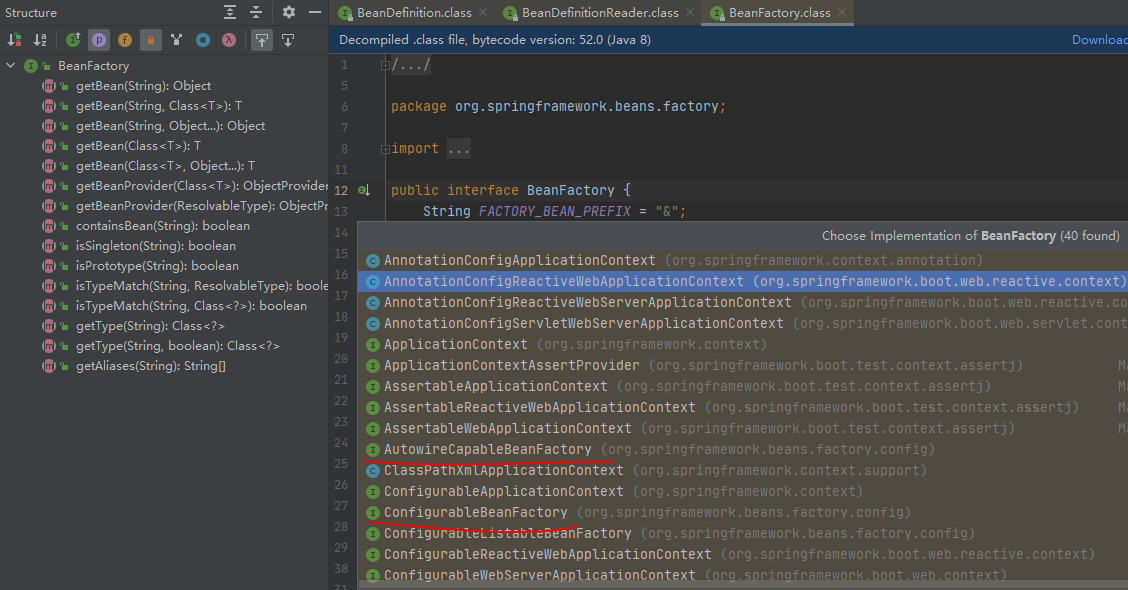 Structure
BeanDefinition.class
BeanDefinitionReader.class
BeanFactory.class
Decompiled .class file, bytecode version: 52.0 (Java 8)
Download
BeanFactory
getBean(String): Object
getBean(String, Class<T>): T
getBean(String, Object...): Object
getBean(Class<T>): T
getBean(Class<T>, Object...): T
getBeanProvider(Class<T>): ObjectProvider
getBeanProvider(ResolvableType): ObjectPr
containsBean(String): boolean
isSingleton(String): boolean
isPrototype(String): boolean
isTypeMatch(String, ResolvableType): boole
isTypeMatch(String, Class<?>): boolean
getType(String): Class<?>
getType(String, boolean): Class<?>
getAliases(String): String[]
1 /.../
5
6 package org.springframework.beans.factory;
7
8 import ...
11
12 public interface BeanFactory {
13 String FACTORY_BEAN_PREFIX = "&";
14
15
16
17
18
19
20
21
22
23
24
25
26
27
28
29
30
31
Choose Implementation of BeanFactory (40 found)
AnnotationConfigApplicationContext (org.springframework.context.annotation)
AnnotationConfigReactiveWebApplicationContext (org.springframework.boot.web.reactive.context)
AnnotationConfigReactiveWebServerApplicationContext (org.springframework.boot.web.reactive.co
AnnotationConfigServletWebServerApplicationContext (org.springframework.boot.web.servlet.cont
ApplicationContext (org.springframework.context)
ApplicationContextAssertProvider (org.springframework.boot.test.context.assertj) Ma
AssertableApplicationContext (org.springframework.boot.test.context.assertj) Ma
AssertableReactiveWebApplicationContext (org.springframework.boot.test.context.assertj) Ma
AssertableWebApplicationContext (org.springframework.boot.test.context.assertj) Ma
AutowireCapableBeanFactory (org.springframework.beans.factory.config)
ClassPathXmlApplicationContext (org.springframework.context.support)
ConfigurableApplicationContext (org.springframework.context)
ConfigurableBeanFactory (org.springframework.beans.factory.config)
ConfigurableListableBeanFactory (org.springframework.beans.factory.config)
ConfigurableReactiveWebApplicationContext (org.springframework.boot.web.reactive.context)
ConfigurableWebServerApplicationContext (org.springframework.boot.web.context)